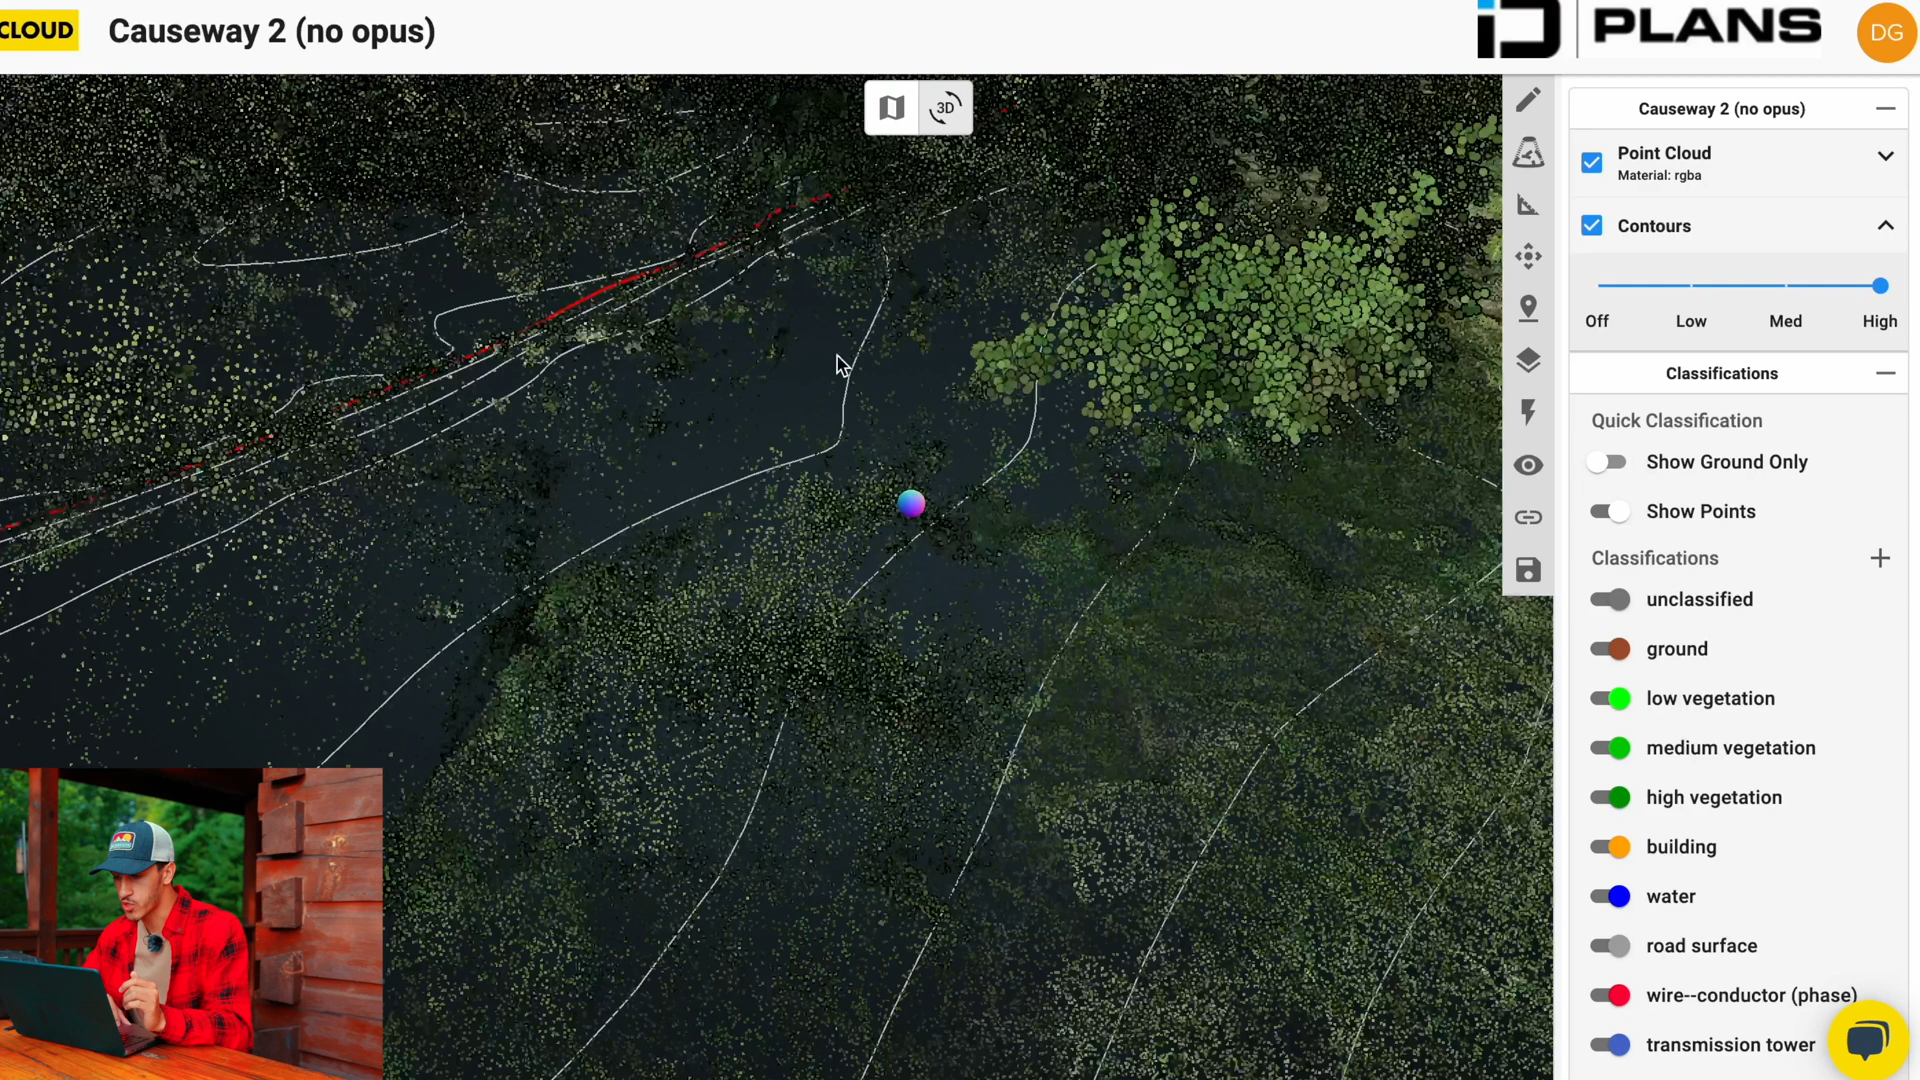 CLOUD
Causeway 2 (no opus)
PLANS
DG
3D
Causeway 2 (no opus)
Point Cloud
Material: rgba
Contours
Off Low Med High
Classifications
Quick Classification
Show Ground Only
Show Points
Classifications
unclassified
ground
low vegetation
medium vegetation
high vegetation
building
water
road surface
wire--conductor (phase)
transmission tower